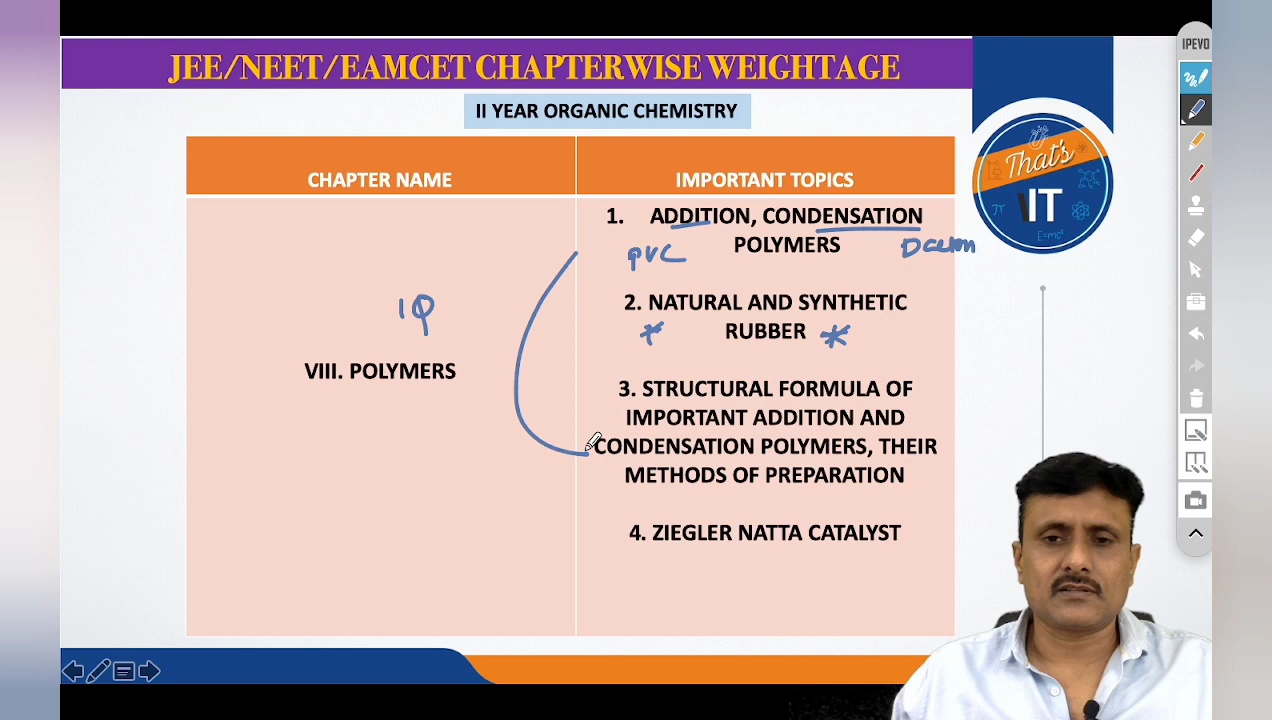 IPEVO
JEE/NEET/EAMCET CHAPTERWISE WEIGHTAGE
II YEAR ORGANIC CHEMISTRY
That's
IT
E=mc²
CHAPTER NAME
IMPORTANT TOPICS
1Q
VIII. POLYMERS
1. ADDITION, CONDENSATION
POLYMERS
PVC
Dacron
2. NATURAL AND SYNTHETIC
RUBBER
3. STRUCTURAL FORMULA OF
IMPORTANT ADDITION AND
CONDENSATION POLYMERS, THEIR
METHODS OF PREPARATION
4. ZIEGLER NATTA CATALYST